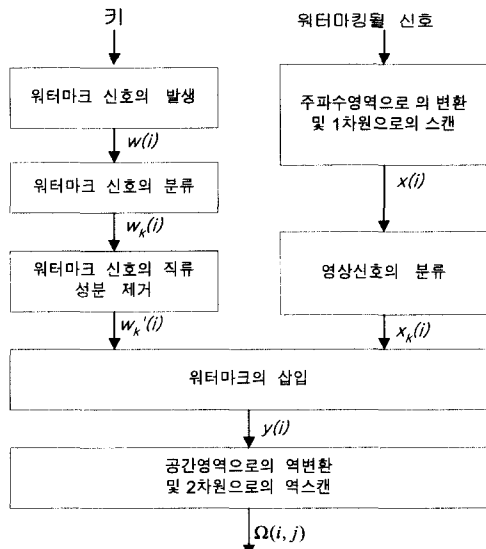 키
워터마킹될 신호
워터마크 신호의 발생
주파수영역으로 의 변환
및 1차원으로의 스캔
w(i)
x(i)
워터마크 신호의 분류
w_k(i)
워터마크 신호의 직류
성분 제거
영상신호의 분류
w_k'(i)
x_k(i)
워터마크의 삽입
y(i)
공간영역으로의 역변환
및 2차원으로의 역스캔
Ω(i, j)